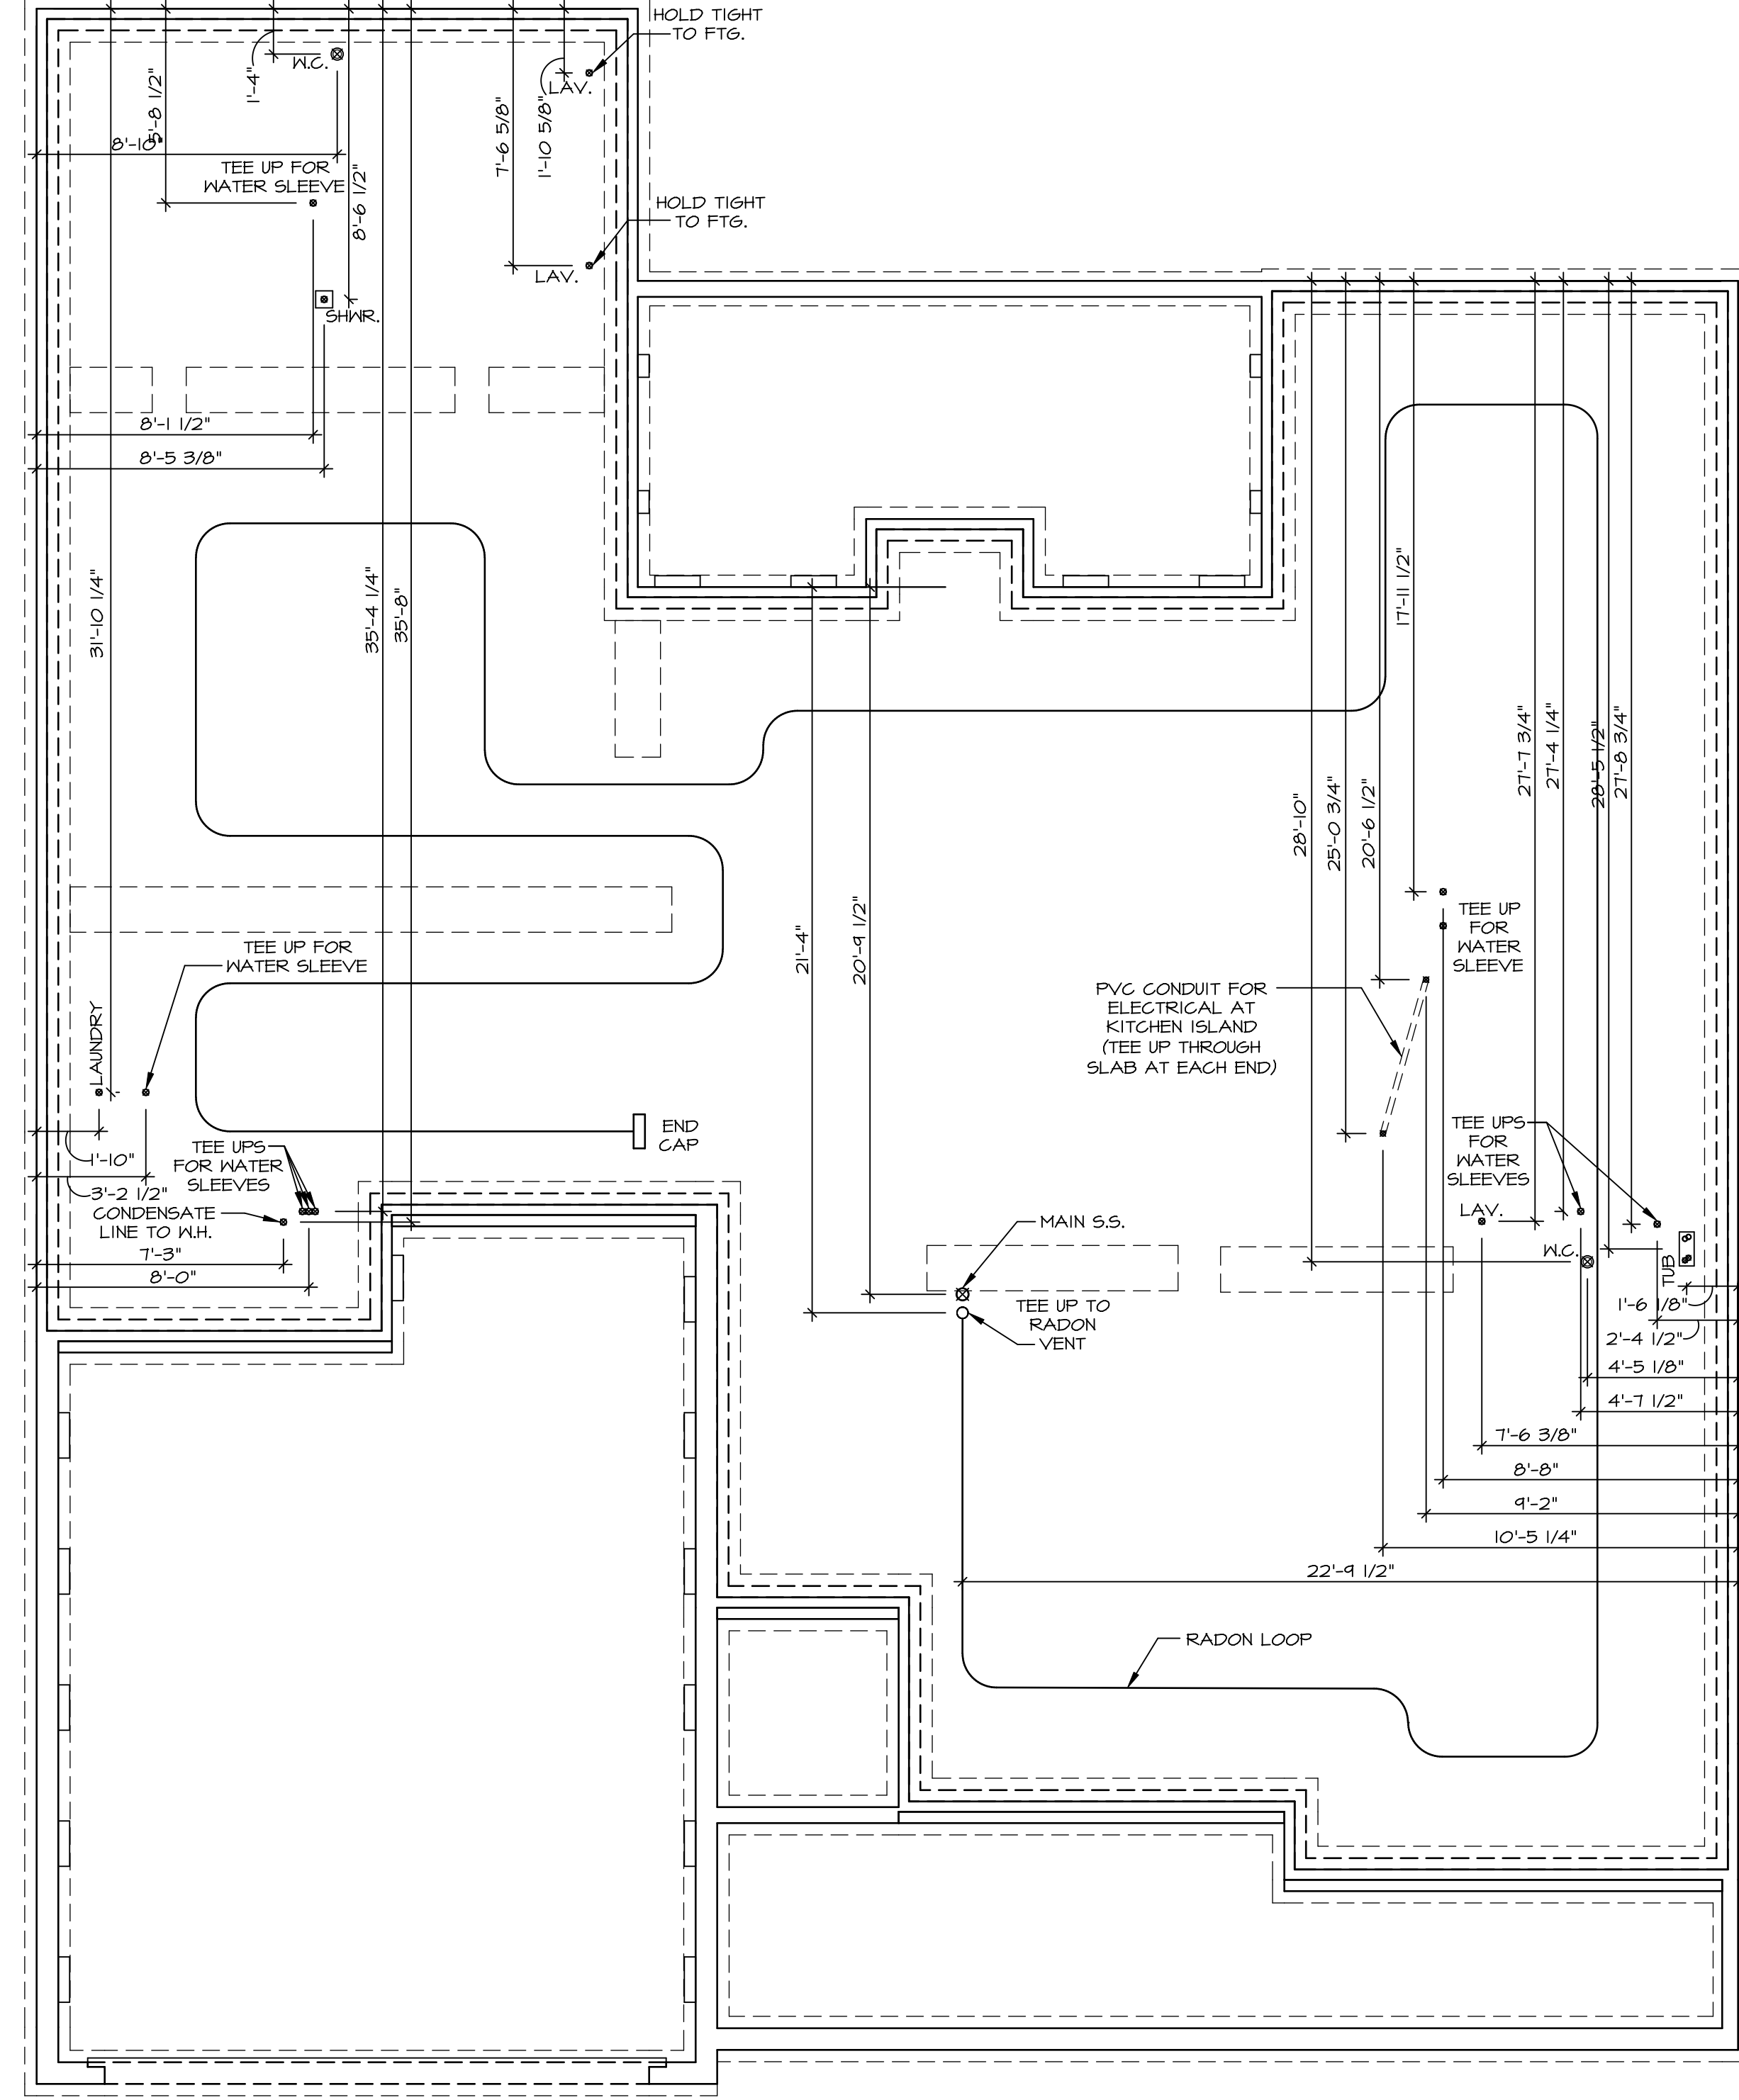 HOLD TIGHT
TO FTG.
W.C.
1'-4"
5'-8 1/2"
LAV.
8'-10"
7'-6 5/8"
1'-10 5/8"
TEE UP FOR
WATER SLEEVE
8'-6 1/2"
HOLD TIGHT
TO FTG.
LAV.
SHWR.
8'-1 1/2"
8'-5 3/8"
31'-10 1/4"
35'-4 1/4"
35'-8"
17'-11 1/2"
27'-7 3/4"
27'-4 1/4"
28'-5 1/2"
27'-8 3/4"
28'-10"
25'-0 3/4"
20'-6 1/2"
21'-4"
20'-9 1/2"
TEE UP
FOR
WATER
SLEEVE
TEE UP FOR
WATER SLEEVE
PVC CONDUIT FOR
ELECTRICAL AT
KITCHEN ISLAND
(TEE UP THROUGH
SLAB AT EACH END)
LAUNDRY
END
CAP
1'-10"
3'-2 1/2"
TEE UPS
FOR WATER
SLEEVES
CONDENSATE
LINE TO W.H.
7'-3"
8'-0"
TEE UPS
FOR
WATER
SLEEVES
LAV.
MAIN S.S.
W.C.
TUB
TEE UP TO
RADON
VENT
1'-6 1/8"
2'-4 1/2"
4'-5 1/8"
4'-7 1/2"
7'-6 3/8"
8'-8"
9'-2"
10'-5 1/4"
22'-9 1/2"
RADON LOOP